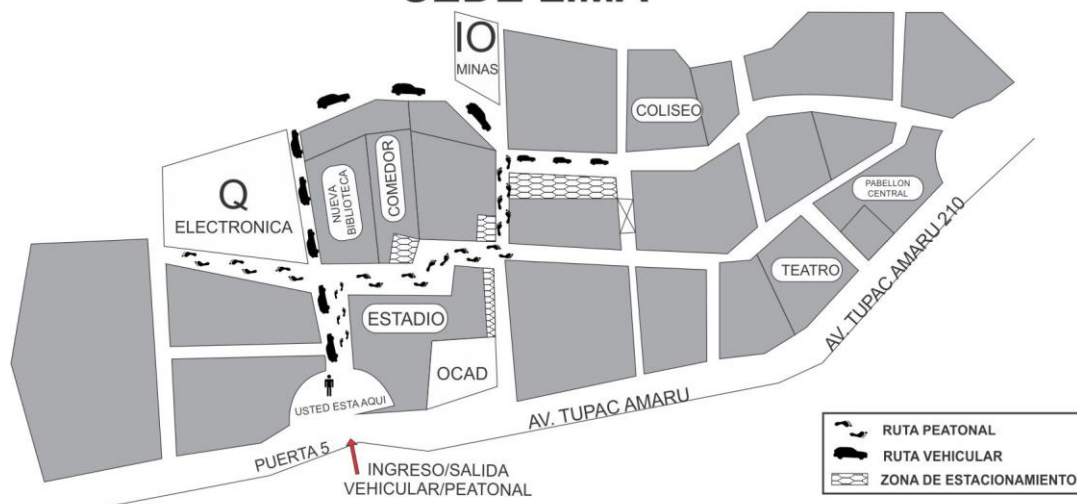 SEDE LIMA
IO
MINAS
COLISEO
COMEDOR
NUEVA
BIBLIOTECA
Q
ELECTRONICA
PABELLON
CENTRAL
TEATRO
ESTADIO
OCAD
USTED ESTA AQUI
AV. TUPAC AMARU 210
AV. TUPAC AMARU
PUERTA 5
INGRESO/SALIDA
VEHICULAR/PEATONAL
RUTA PEATONAL
RUTA VEHICULAR
ZONA DE ESTACIONAMIENTO